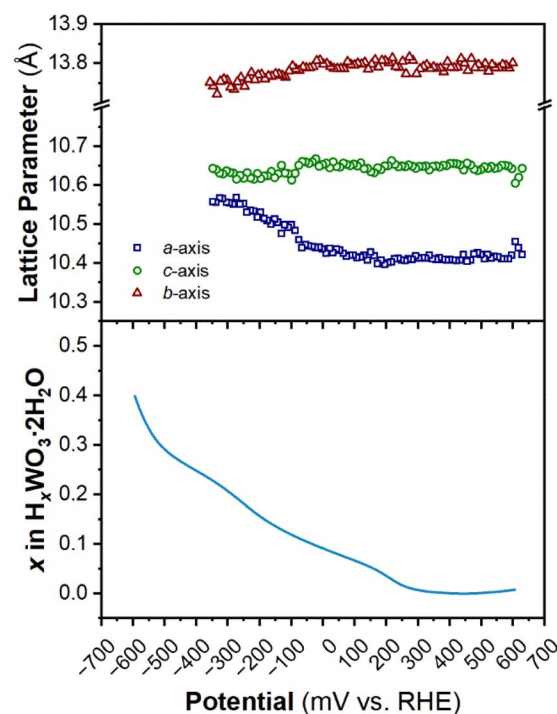 Lattice Parameter (Å)
13.9
13.8
10.7
10.6
10.5
10.4
10.3
a-axis
c-axis
b-axis
x in HₓWO₃·2H₂O
0.5
0.4
0.3
0.2
0.1
0.0
−700 −600 −500 −400 −300 −200 −100 0 100 200 300 400 500 600 700
Potential (mV vs. RHE)